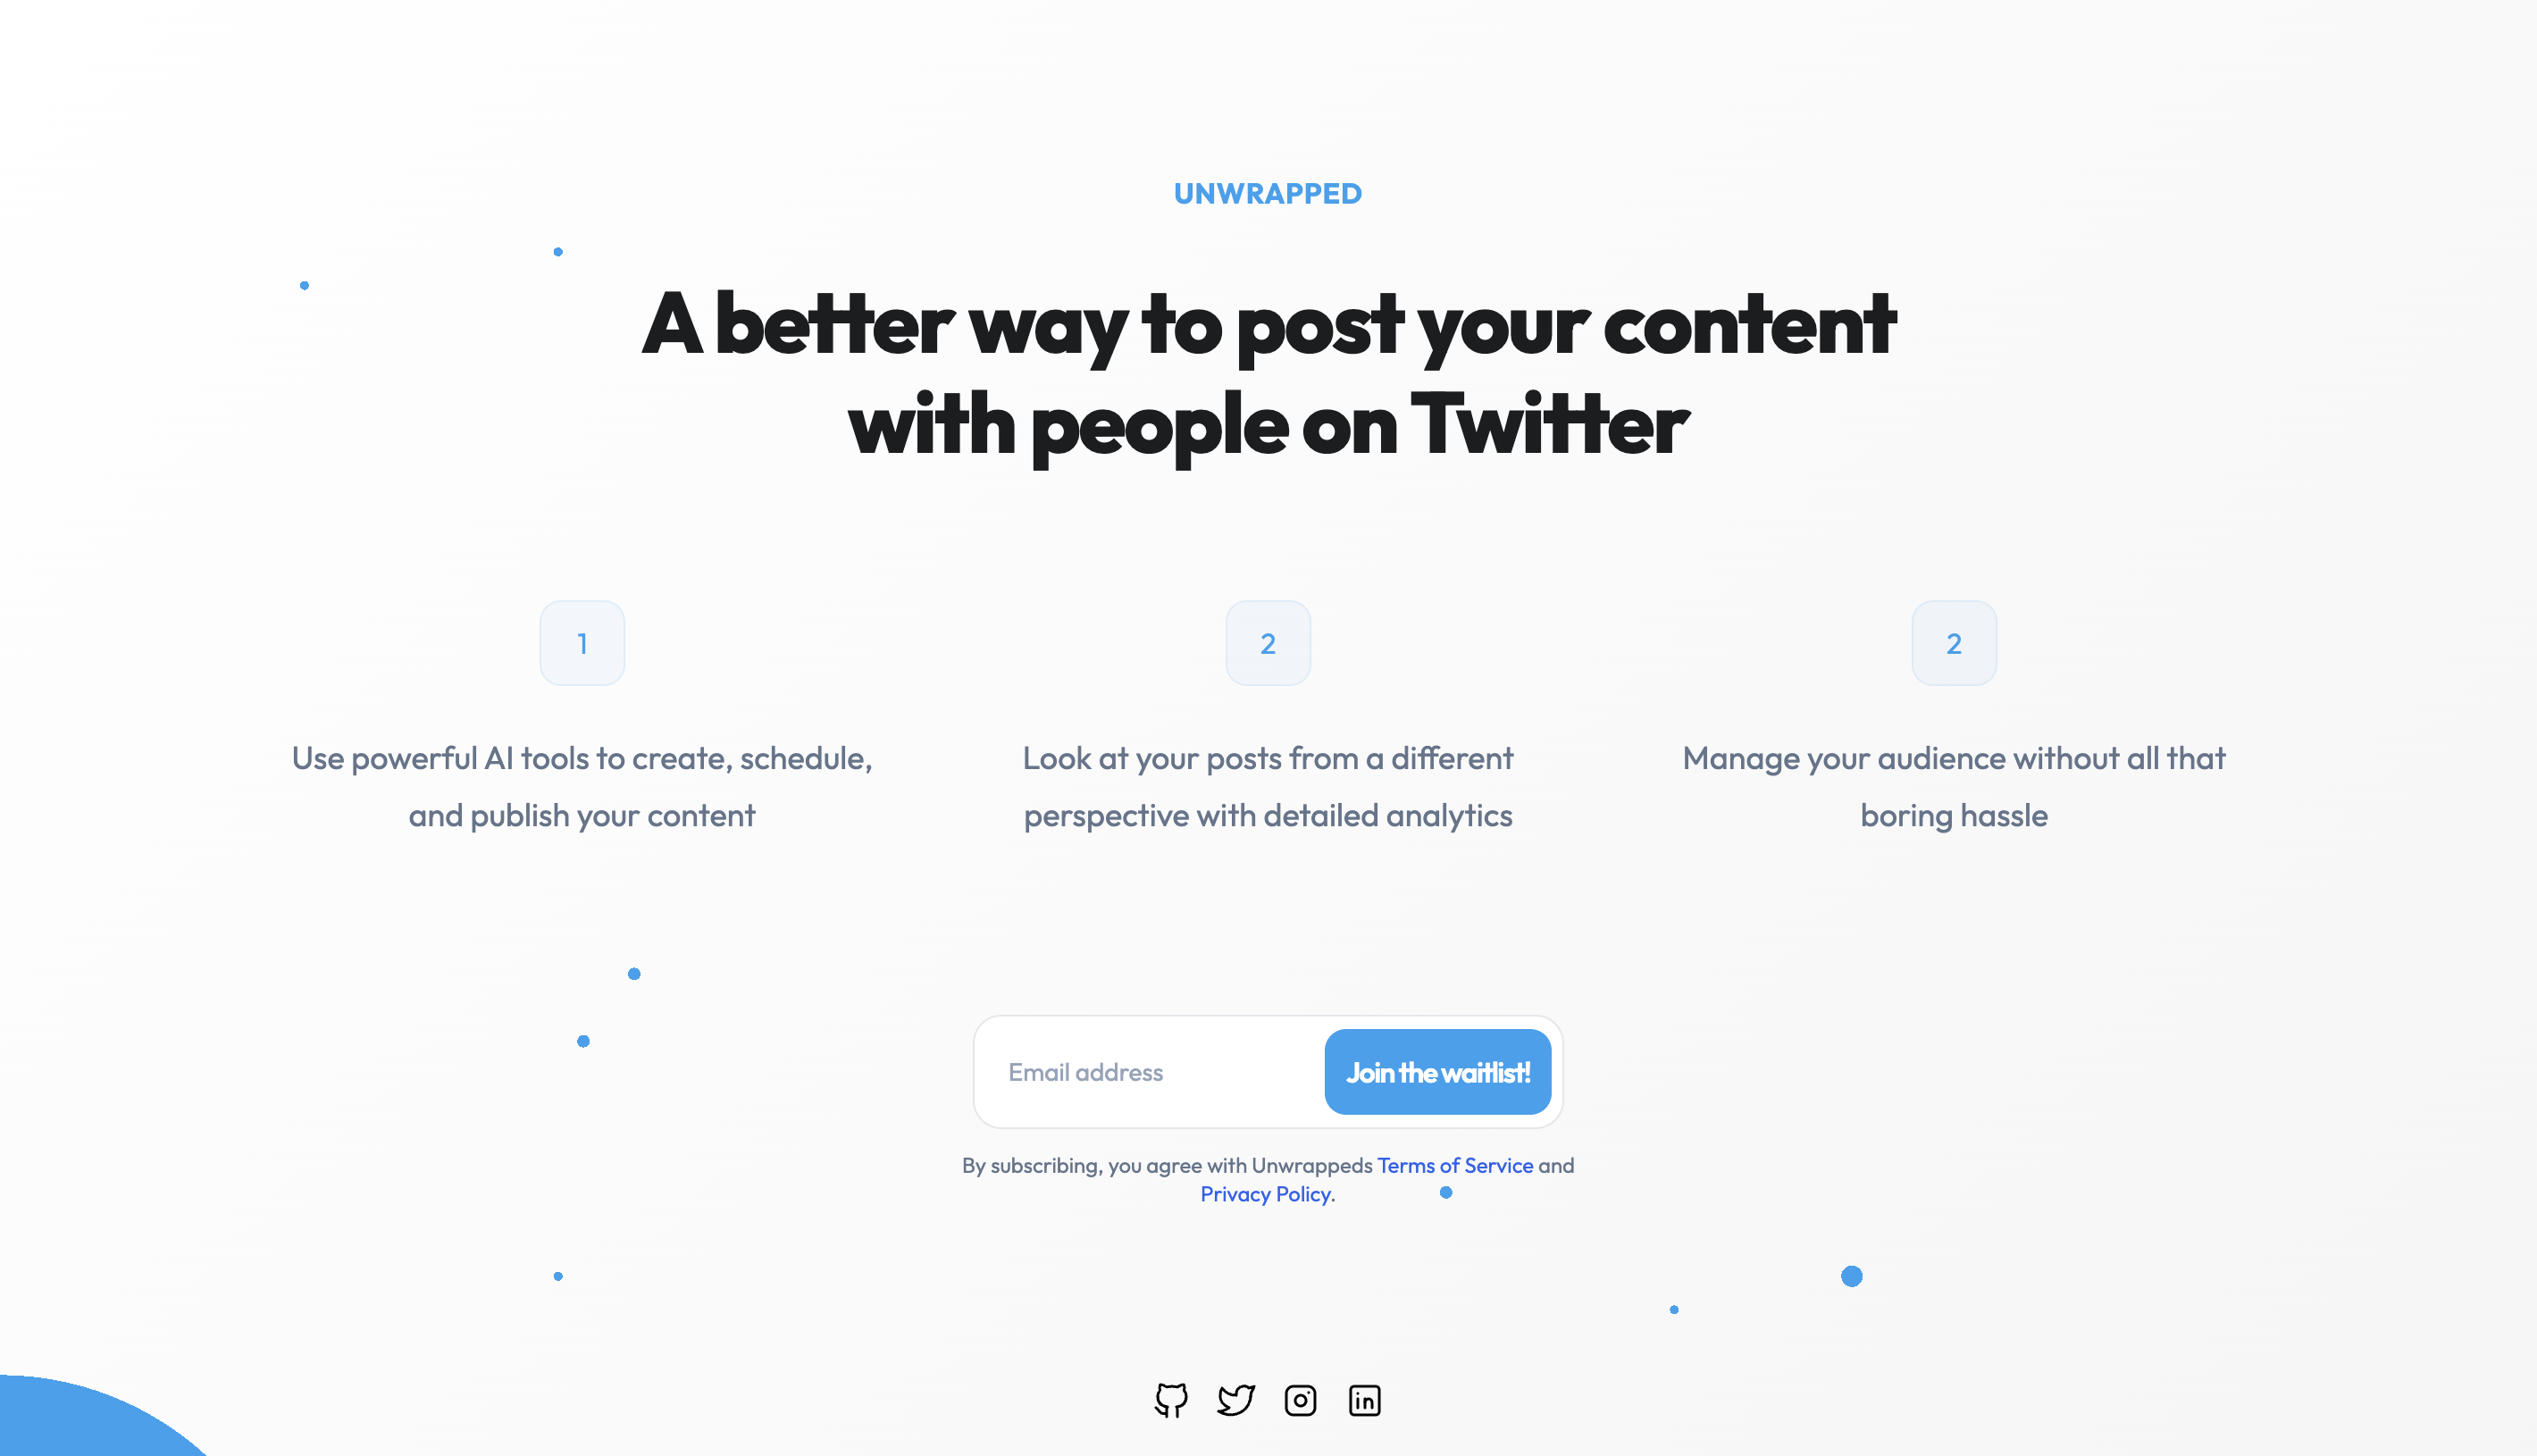 UNWRAPPED
A better way to post your content
with people on Twitter
1
Use powerful AI tools to create, schedule,
and publish your content
2
Look at your posts from a different
perspective with detailed analytics
2
Manage your audience without all that
boring hassle
Email address
Join the waitlist!
By subscribing, you agree with Unwrappeds Terms of Service and
Privacy Policy.